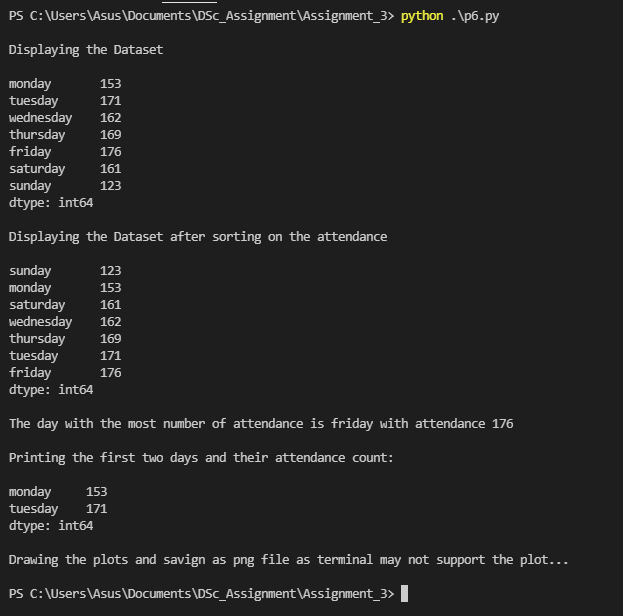 PS C:\Users\Asus\Documents\DSc_Assignment\Assignment_3> python .\p6.py
Displaying the Dataset
monday 153
tuesday 171
wednesday 162
thursday 169
friday 176
saturday 161
sunday 123
dtype: int64
Displaying the Dataset after sorting on the attendance
sunday 123
monday 153
saturday 161
wednesday 162
thursday 169
tuesday 171
friday 176
dtype: int64
The day with the most number of attendance is friday with attendance 176
Printing the first two days and their attendance count:
monday 153
tuesday 171
dtype: int64
Drawing the plots and savign as png file as terminal may not support the plot...
PS C:\Users\Asus\Documents\DSc_Assignment\Assignment_3>